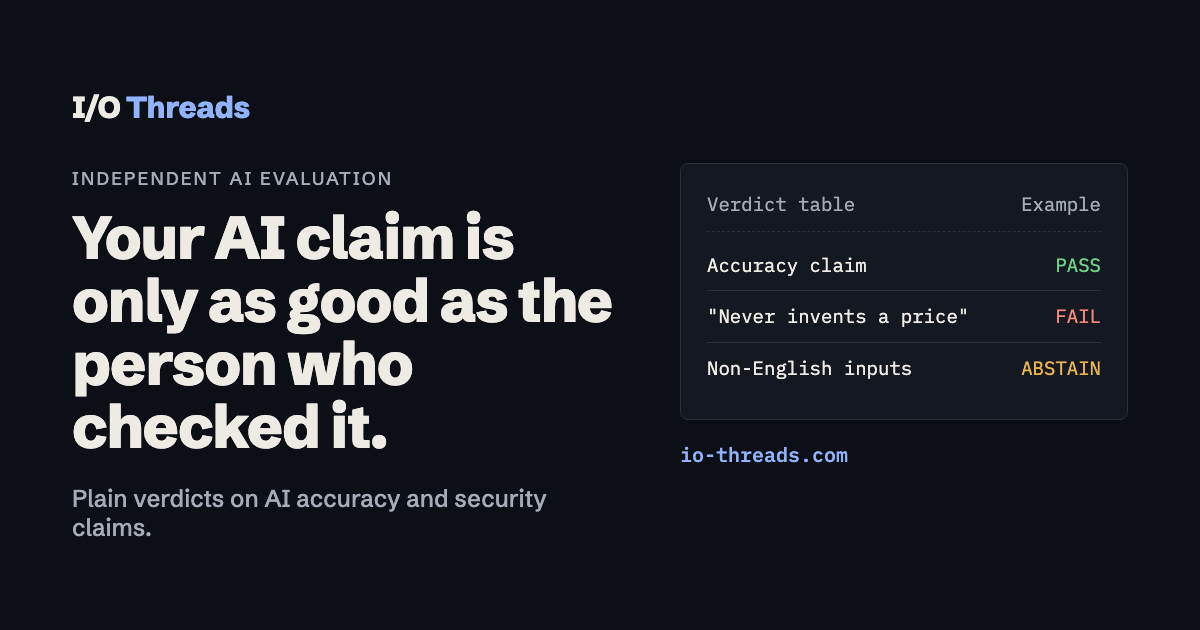 I/O Threads
INDEPENDENT AI EVALUATION
Your AI claim is
only as good as the
person who
checked it.
Plain verdicts on AI accuracy and security
claims.
Verdict table Example
Accuracy claim PASS
"Never invents a price" FAIL
Non-English inputs ABSTAIN
io-threads.com